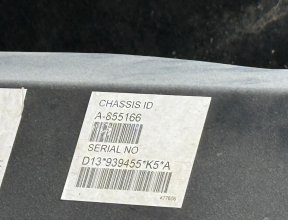 CHASSIS ID
A-855166
SERIAL NO
D13*939455*K5*A